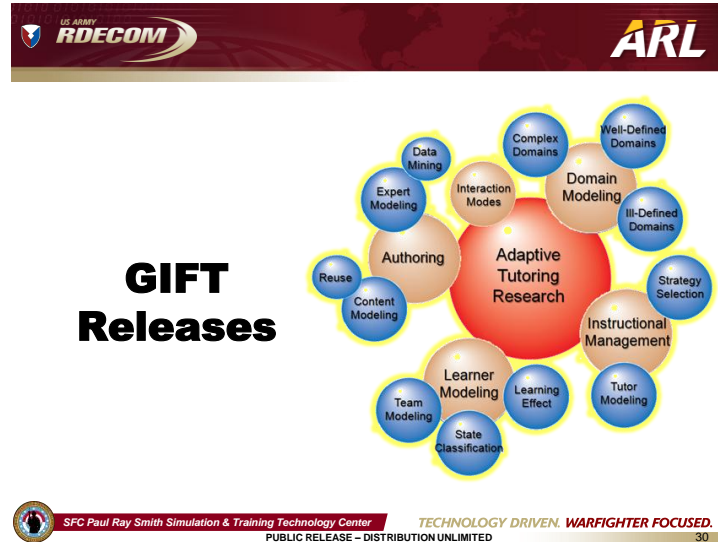 US ARMY
RDECOM
ARL
GIFT
Releases
Data
Mining
Expert
Modeling
Authoring
Reuse
Content
Modeling
Interaction
Modes
Complex
Domains
Well-Defined
Domains
Domain
Modeling
Ill-Defined
Domains
Adaptive
Tutoring
Research
Strategy
Selection
Instructional
Management
Tutor
Modeling
Learner
Modeling
Learning
Effect
Team
Modeling
State
Classification
SFC Paul Ray Smith Simulation & Training Technology Center
TECHNOLOGY DRIVEN. WARFIGHTER FOCUSED.
PUBLIC RELEASE – DISTRIBUTION UNLIMITED
30